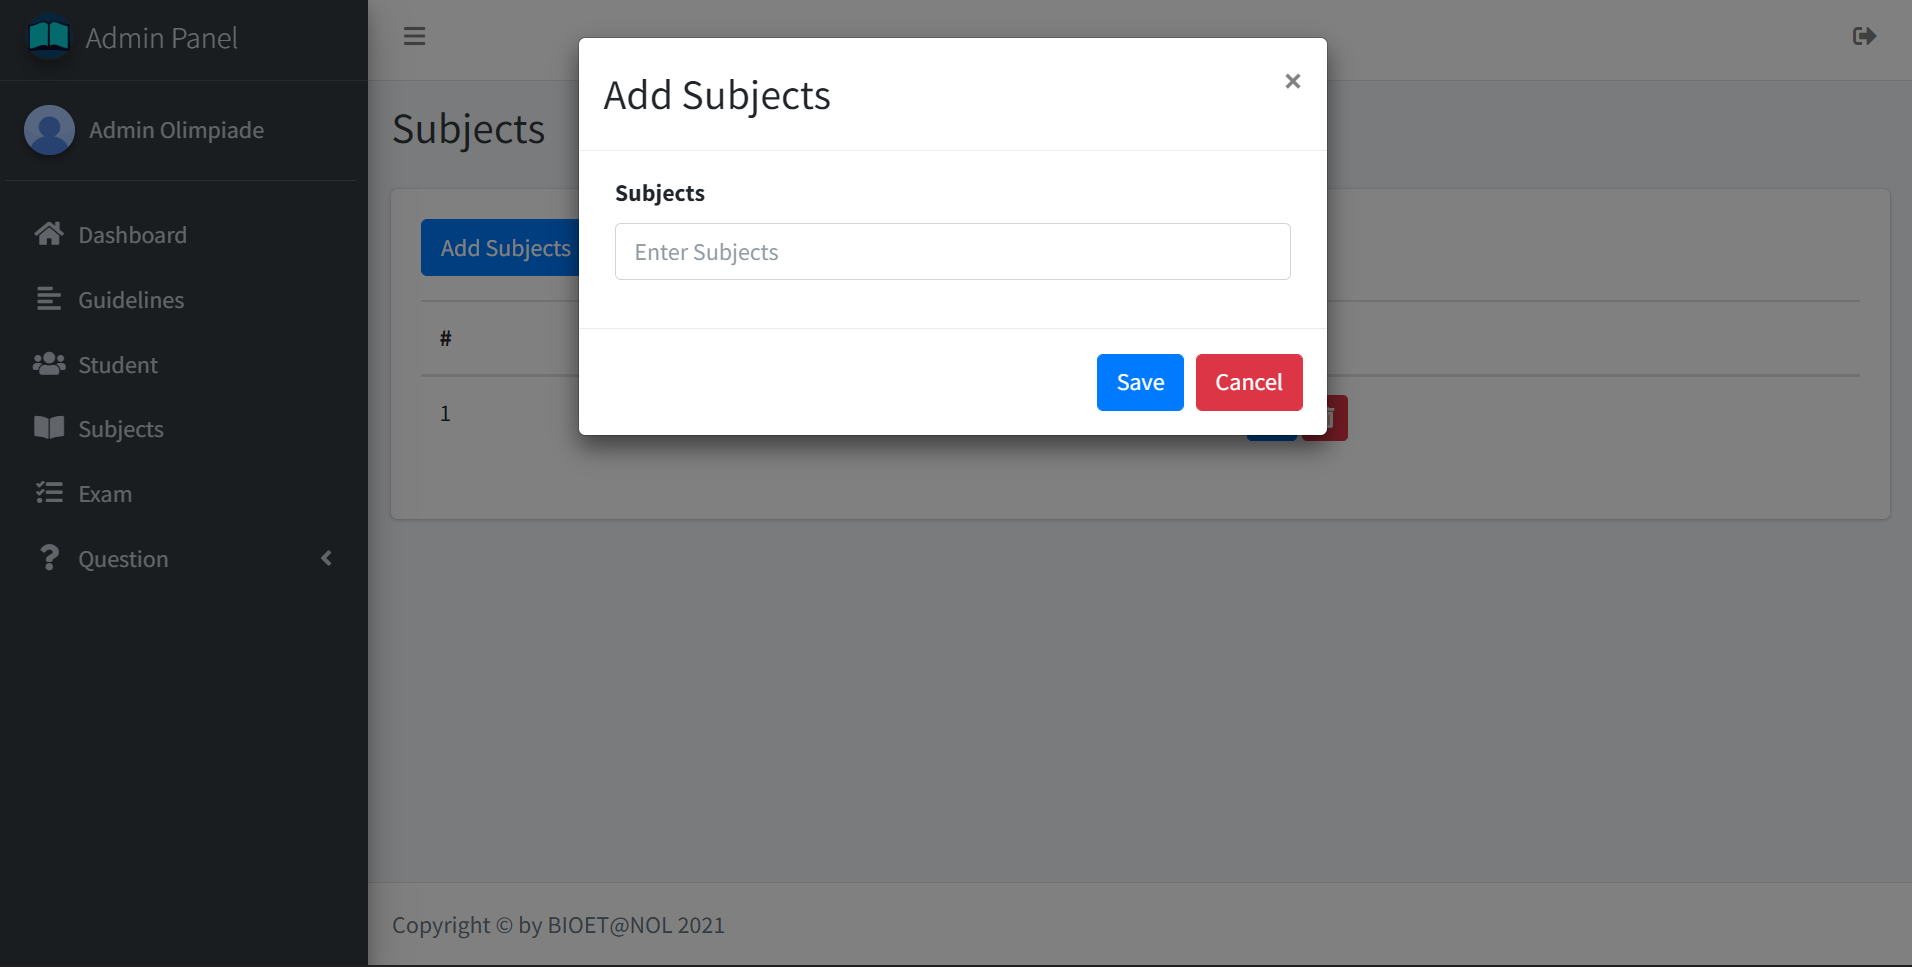 Admin Panel
Admin Olimpiade
Dashboard
Guidelines
Student
Subjects
Exam
Question
Subjects
Add Subjects
#
1
Add Subjects
×
Subjects
Enter Subjects
Save
Cancel
Copyright © by BIOET@NOL 2021